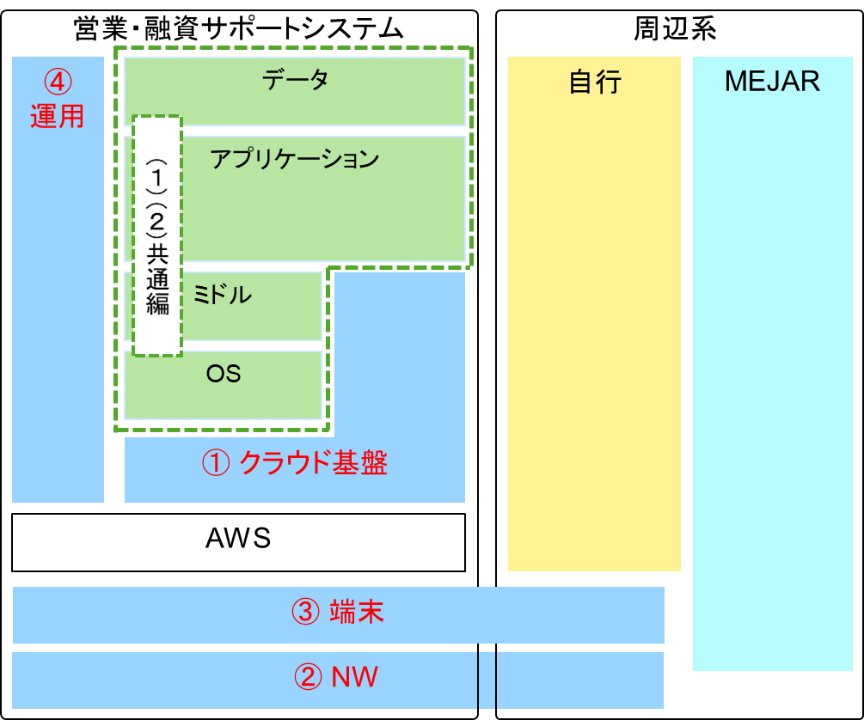 営業・融資サポートシステム
周辺系
④
運用
データ
アプリケーション
(1)(2)共通編
ミドル
OS
① クラウド基盤
AWS
自行
MEJAR
③ 端末
② NW